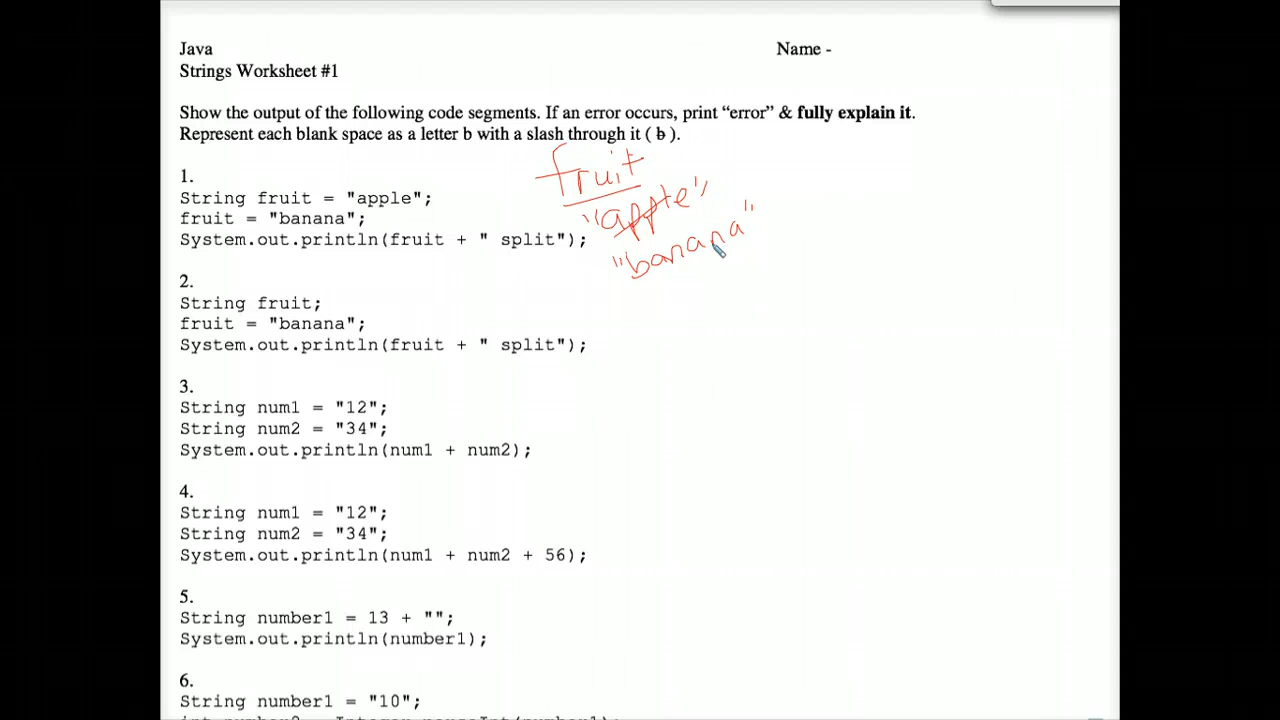 Java
Name -
Strings Worksheet #1
Show the output of the following code segments. If an error occurs, print “error” & fully explain it.
Represent each blank space as a letter b with a slash through it ( b ).
1.
String fruit = "apple";
fruit = "banana";
System.out.println(fruit + " split");
fruit
"apple"
"banana"
2.
String fruit;
fruit = "banana";
System.out.println(fruit + " split");
3.
String num1 = "12";
String num2 = "34";
System.out.println(num1 + num2);
4.
String num1 = "12";
String num2 = "34";
System.out.println(num1 + num2 + 56);
5.
String number1 = 13 + "";
System.out.println(number1);
6.
String number1 = "10";